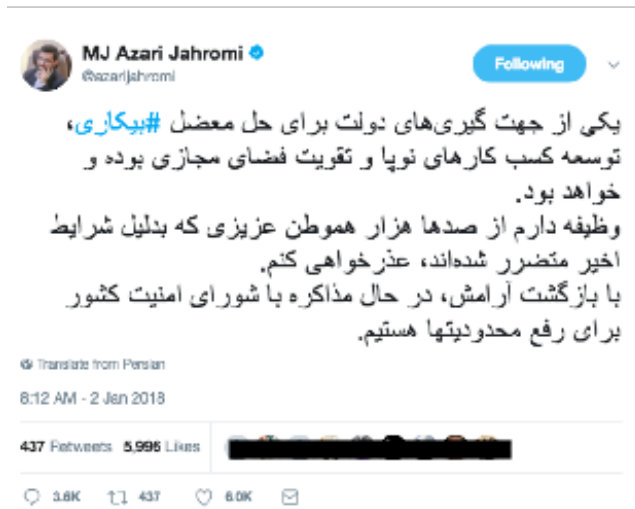 MJ Azari Jahromi
@azarijahromi
Following
یکی از جهت گیری‌های دولت برای حل معضل #بیکاری،
توسعه کسب کارهای نوپا و تقویت فضای مجازی بوده و
خواهد بود.
وظیفه دارم از صدها هزار هموطن عزیزی که بدلیل شرایط
اخیر متضرر شده‌اند، عذرخواهی کنم.
با بازگشت آرامش، در حال مذاکره با شورای امنیت کشور
برای رفع محدودیتها هستیم.
Translate from Persian
8:12 AM - 2 Jan 2018
437 Retweets 5,995 Likes
3.6K 437 6.0K